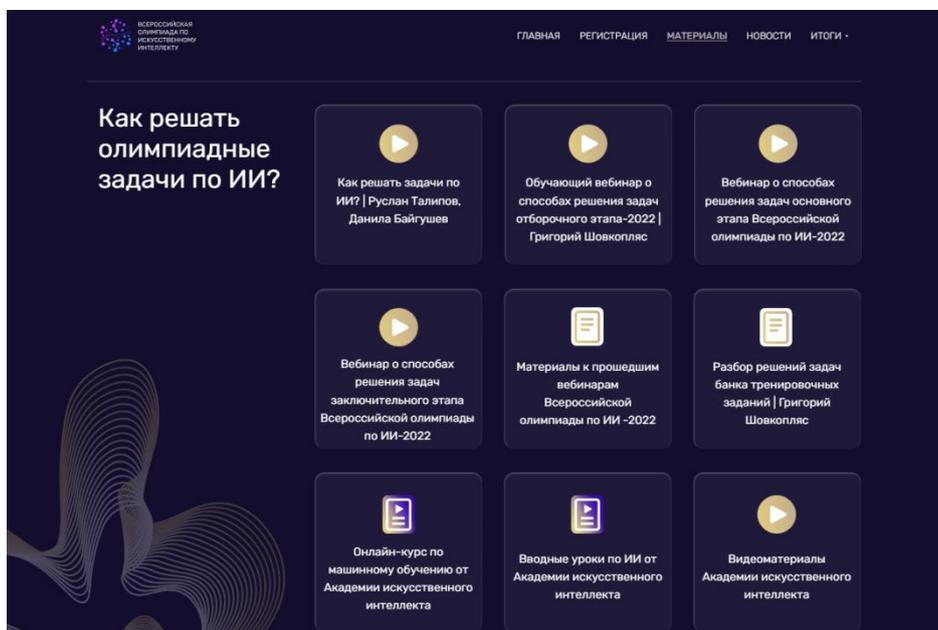 ВСЕРОССИЙСКАЯ
ОЛИМПИАДА ПО
ИСКУССТВЕННОМУ
ИНТЕЛЛЕКТУ
ГЛАВНАЯ РЕГИСТРАЦИЯ МАТЕРИАЛЫ НОВОСТИ ИТОГИ
Как решать
олимпиадные
задачи по ИИ?
Как решать задачи по
ИИ? | Руслан Талипов,
Данила Байгушев
Обучающий вебинар о
способах решения задач
отборочного этапа-2022 |
Григорий Шовкопляс
Вебинар о способах
решения задач основного
этапа Всероссийской
олимпиады по ИИ-2022
Вебинар о способах
решения задач
заключительного этапа
Всероссийской олимпиады
по ИИ-2022
Материалы к прошедшим
вебинарам
Всероссийской
олимпиады по ИИ -2022
Разбор решений задач
банка тренировочных
заданий | Григорий
Шовкопляс
Онлайн-курс по
машинному обучению от
Академии искусственного
интеллекта
Вводные уроки по ИИ от
Академии искусственного
интеллекта
Видеоматериалы
Академии искусственного
интеллекта